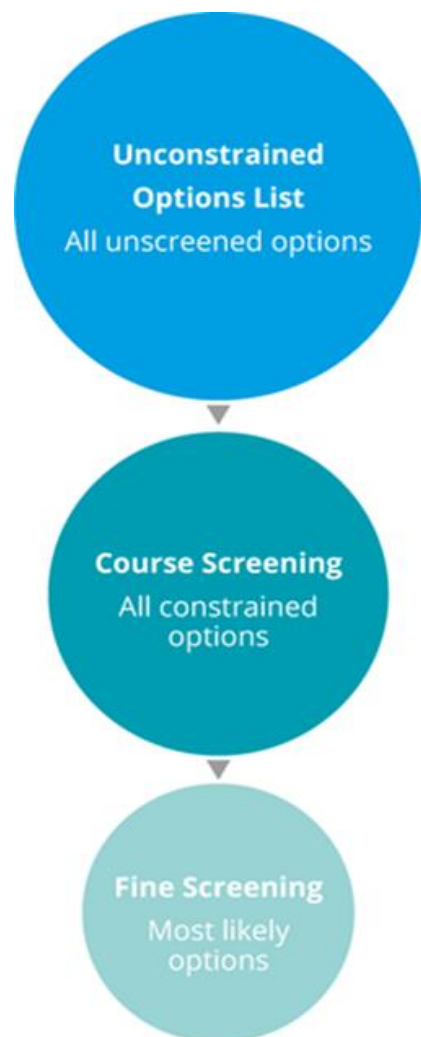 Unconstrained
Options List
All unscreened options
Course Screening
All constrained
options
Fine Screening
Most likely
options